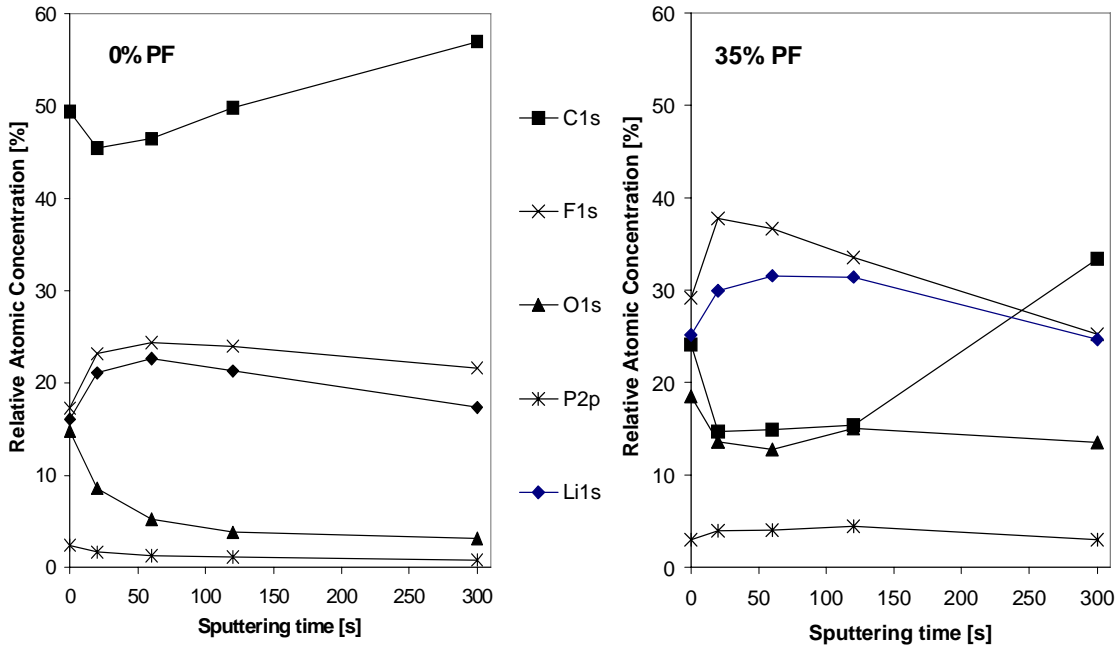 0% PF
Relative Atomic Concentration [%]
60
50
40
30
20
10
0
0 50 100 150 200 250 300
Sputtering time [s]
C1s
F1s
O1s
P2p
Li1s
35% PF
Relative Atomic Concentration [%]
60
50
40
30
20
10
0
0 50 100 150 200 250 300
Sputtering time [s]